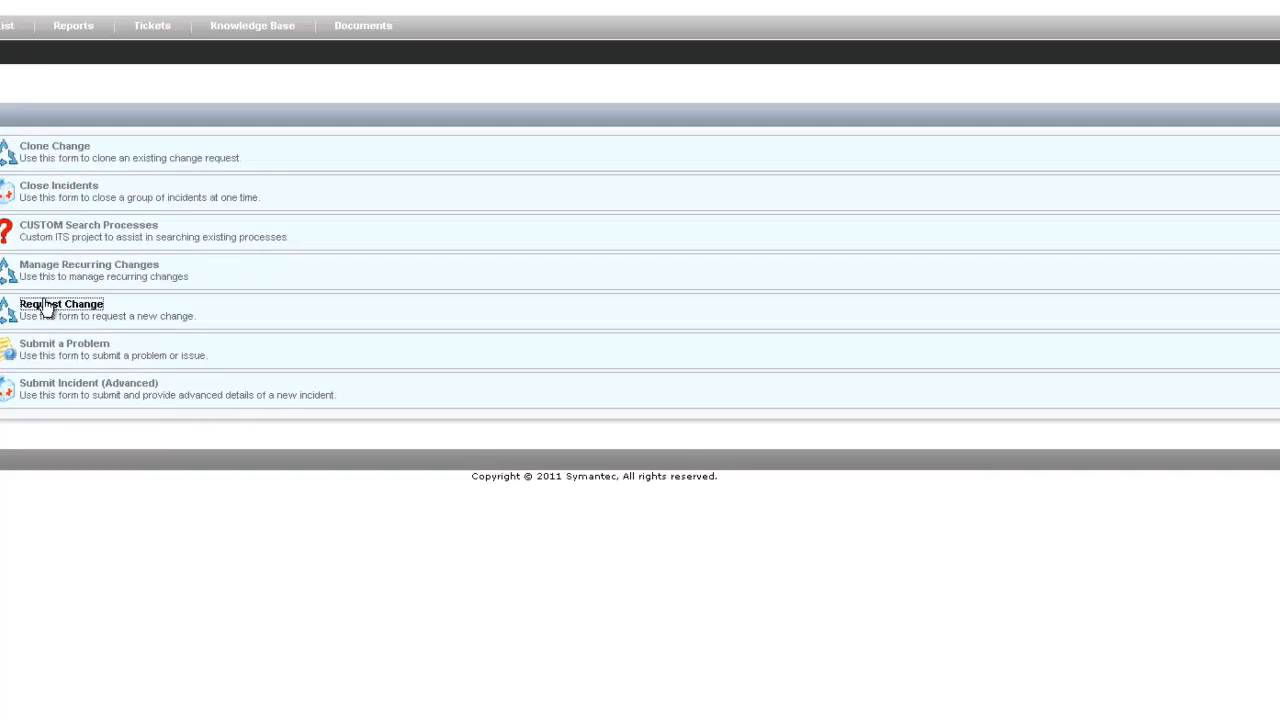 Reports
Tickets
Knowledge Base
Documents
Clone Change
Use this form to clone an existing change request.
Close Incidents
Use this form to close a group of incidents at one time.
CUSTOM Search Processes
Custom ITS project to assist in searching existing processes
Manage Recurring Changes
Use this to manage recurring changes
Request Change
Use this form to request a new change.
Submit a Problem
Use this form to submit a problem or issue.
Submit Incident (Advanced)
Use this form to submit and provide advanced details of a new incident.
Copyright © 2011 Symantec, All rights reserved.